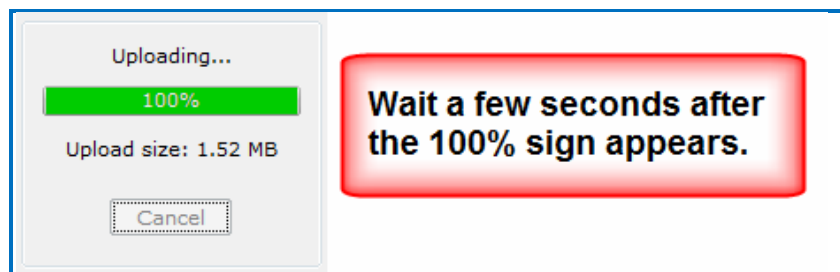 Uploading...
100%
Upload size: 1.52 MB
Cancel
Wait a few seconds after
the 100% sign appears.